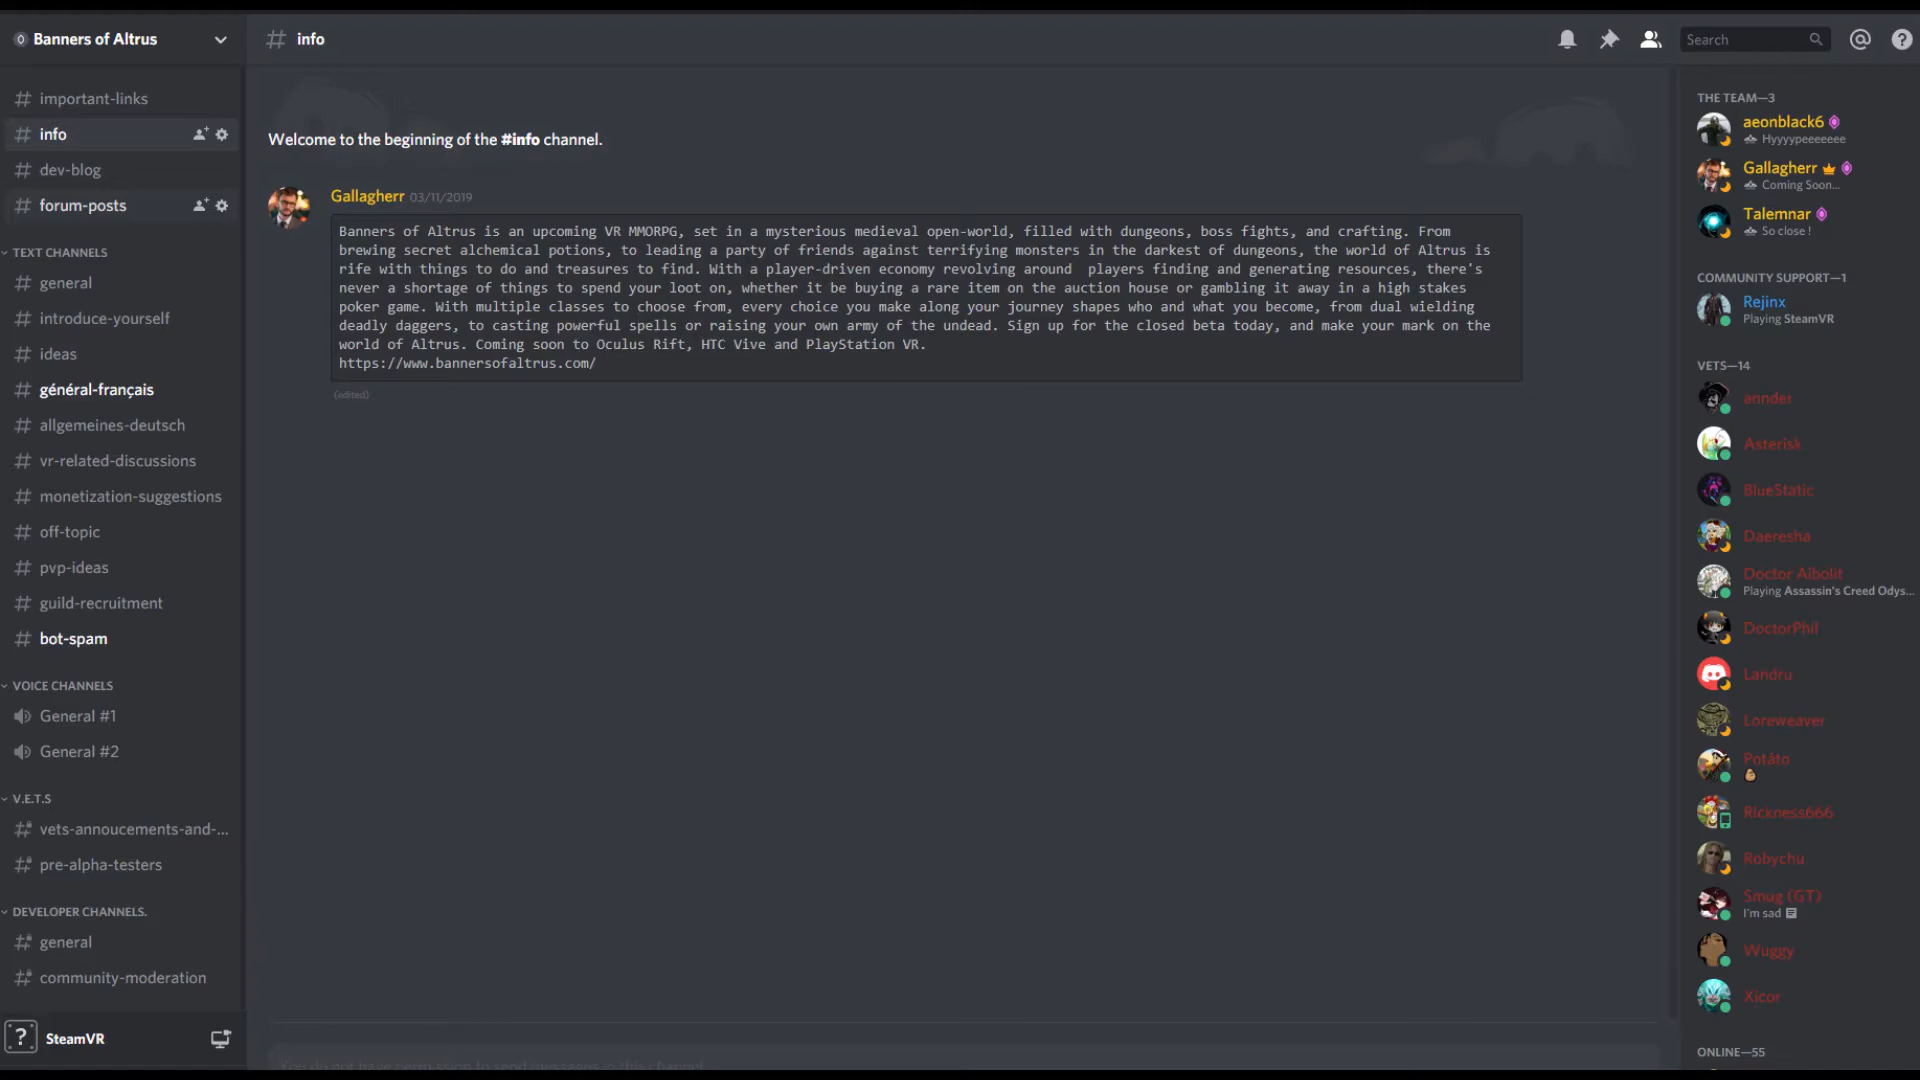 Banners of Altrus
important-links
info
dev-blog
forum-posts
TEXT CHANNELS
general
introduce-yourself
ideas
général-français
allgemeines-deutsch
vr-related-discussions
monetization-suggestions
off-topic
pvp-ideas
guild-recruitment
bot-spam
VOICE CHANNELS
General #1
General #2
V.E.T.S
vets-annoucements-and-...
pre-alpha-testers
DEVELOPER CHANNELS.
general
community-moderation
SteamVR
# info
Search
Welcome to the beginning of the #info channel.
Gallagherr 03/11/2019
Banners of Altrus is an upcoming VR MMORPG, set in a mysterious medieval open-world, filled with dungeons, boss fights, and crafting. From
brewing secret alchemical potions, to leading a party of friends against terrifying monsters in the darkest of dungeons, the world of Altrus is
rife with things to do and treasures to find. With a player-driven economy revolving around  players finding and generating resources, there's
never a shortage of things to spend your loot on, whether it be buying a rare item on the auction house or gambling it away in a high stakes
poker game. With multiple classes to choose from, every choice you make along your journey shapes who and what you become, from dual wielding
deadly daggers, to casting powerful spells or raising your own army of the undead. Sign up for the closed beta today, and make your mark on the
world of Altrus. Coming soon to Oculus Rift, HTC Vive and PlayStation VR.
https://www.bannersofaltrus.com/
(edited)
You do not have permission to send messages in this channel.
THE TEAM—3
aeonblack6
Hyyyypeeeeeee
Gallagherr
Coming Soon...
Talemnar
So close !
COMMUNITY SUPPORT—1
Rejinx
Playing SteamVR
VETS—14
annder
Asterisk
BlueStatic
Daeresha
Doctor Aibolit
Playing Assassin's Creed Odys...
DoctorPhil
Landru
Loreweaver
Potáto
Rickness666
Robychu
Smug (GT)
I'm sad
Wuggy
Xicor
ONLINE—55